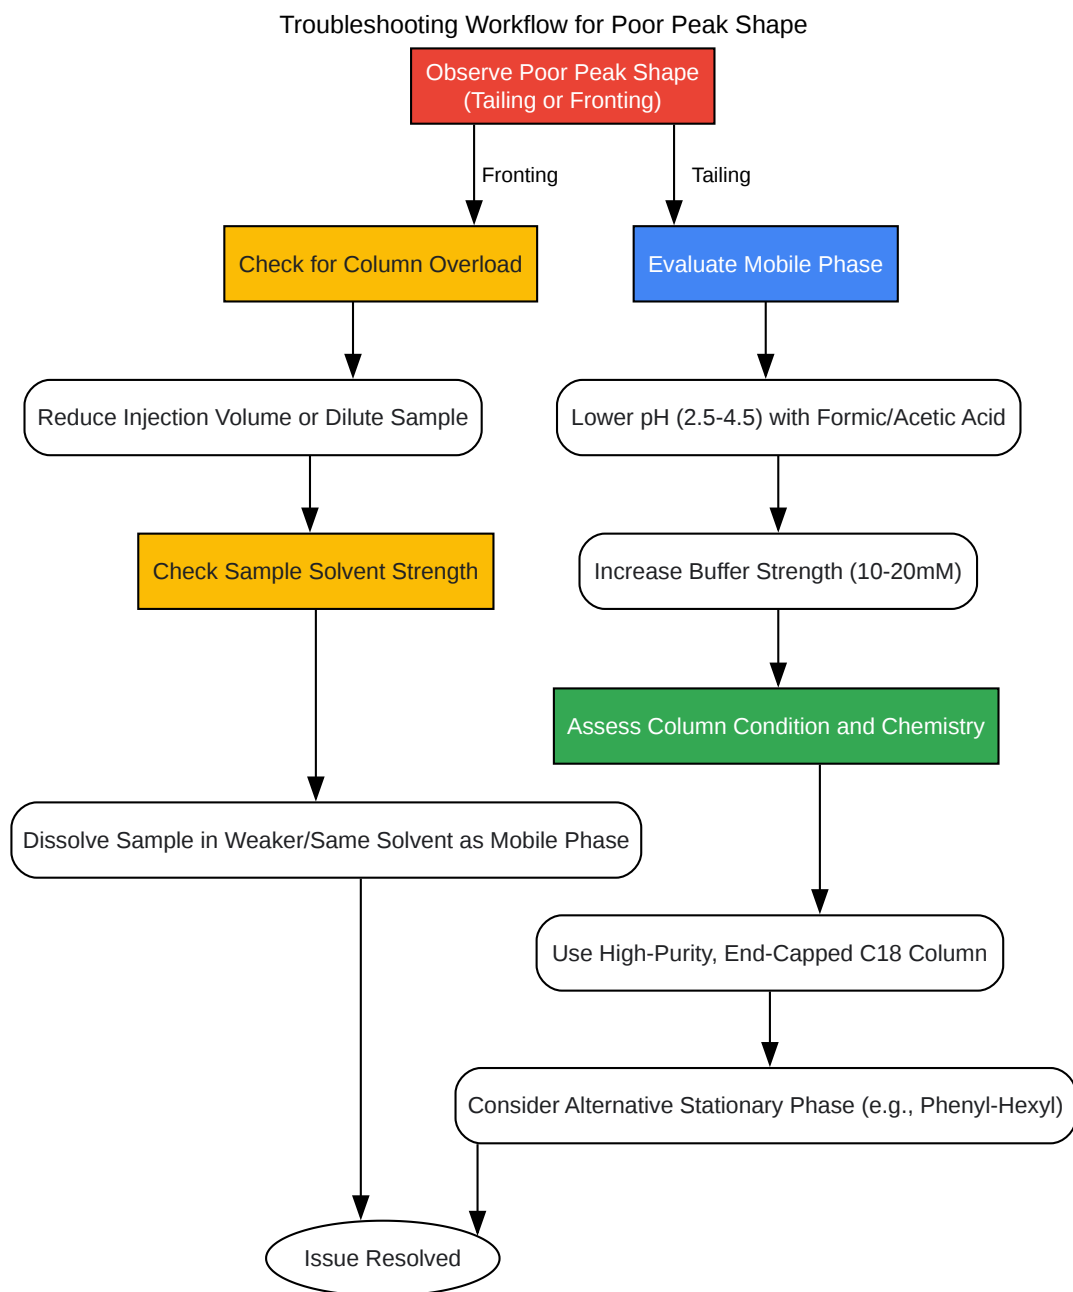 Troubleshooting Workflow for Poor Peak Shape
Observe Poor Peak Shape
(Tailing or Fronting)
Fronting
Tailing
Check for Column Overload
Evaluate Mobile Phase
Reduce Injection Volume or Dilute Sample
Lower pH (2.5-4.5) with Formic/Acetic Acid
Check Sample Solvent Strength
Increase Buffer Strength (10-20mM)
Assess Column Condition and Chemistry
Dissolve Sample in Weaker/Same Solvent as Mobile Phase
Use High-Purity, End-Capped C18 Column
Consider Alternative Stationary Phase (e.g., Phenyl-Hexyl)
Issue Resolved